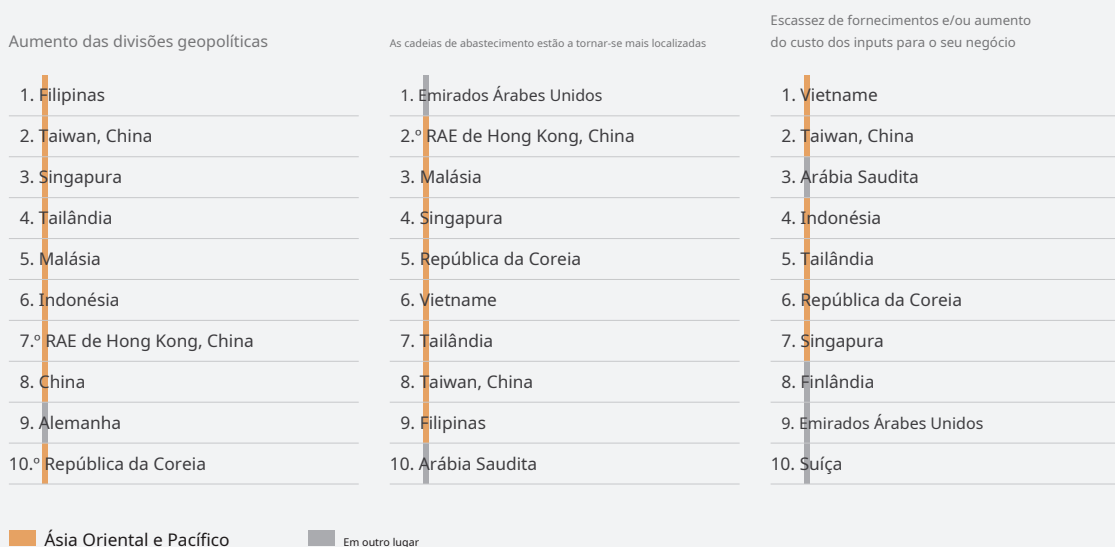 Aumento das divisões geopolíticas
1. Filipinas
2. Taiwan, China
3. Singapura
4. Tailândia
5. Malásia
6. Indonésia
7.º RAE de Hong Kong, China
8. China
9. Alemanha
10.º República da Coreia
As cadeias de abastecimento estão a tornar-se mais localizadas
1. Emirados Árabes Unidos
2.º RAE de Hong Kong, China
3. Malásia
4. Singapura
5. República da Coreia
6. Vietname
7. Tailândia
8. Taiwan, China
9. Filipinas
10. Arábia Saudita
Escassez de fornecimentos e/ou aumento
do custo dos inputs para o seu negócio
1. Vietname
2. Taiwan, China
3. Arábia Saudita
4. Indonésia
5. Tailândia
6. República da Coreia
7. Singapura
8. Finlândia
9. Emirados Árabes Unidos
10. Suíça
Ásia Oriental e Pacífico
Em outro lugar